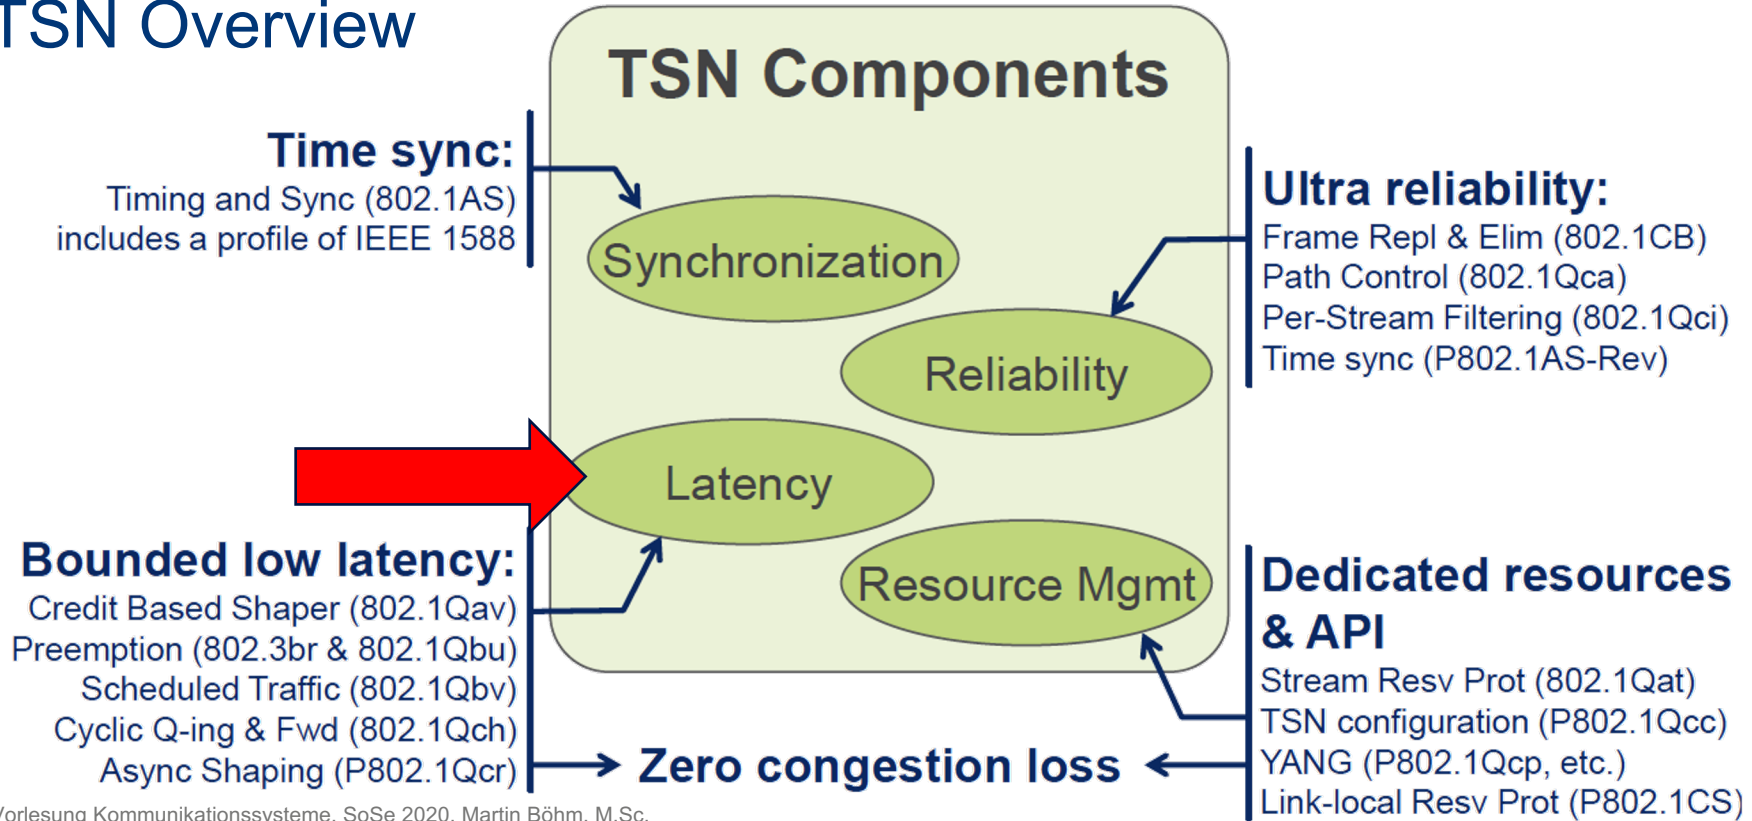 TSN Overview
TSN Components
Time sync:
Timing and Sync (802.1AS)
includes a profile of IEEE 1588
Synchronization
Ultra reliability:
Frame Repl & Elim (802.1CB)
Path Control (802.1Qca)
Per-Stream Filtering (802.1Qci)
Time sync (P802.1AS-Rev)
Reliability
Latency
Bounded low latency:
Credit Based Shaper (802.1Qav)
Preemption (802.3br & 802.1Qbu)
Scheduled Traffic (802.1Qbv)
Cyclic Q-ing & Fwd (802.1Qch)
Async Shaping (P802.1Qcr)
Resource Mgmt
Dedicated resources
& API
Stream Resv Prot (802.1Qat)
TSN configuration (P802.1Qcc)
YANG (P802.1Qcp, etc.)
Link-local Resv Prot (P802.1CS)
Zero congestion loss
Vorlesung Kommunikationssysteme, SoSe 2020, Martin Böhm, M.Sc.